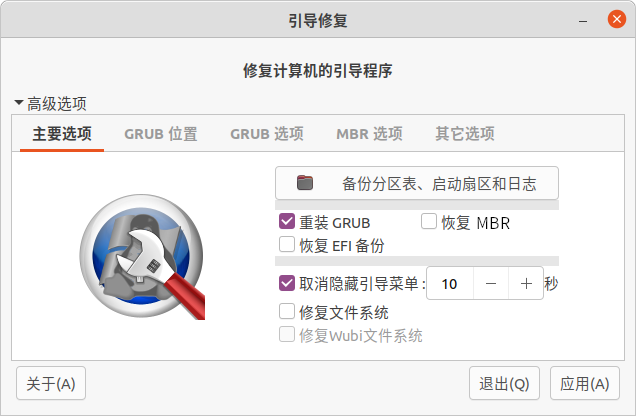 引导修复
修复计算机的引导程序
高级选项
主要选项 GRUB 位置 GRUB 选项 MBR 选项 其它选项
备份分区表、启动扇区和日志
重装 GRUB 恢复 MBR
恢复 EFI 备份
取消隐藏引导菜单 : 10 秒
修复文件系统
修复Wubi文件系统
关于(A) 退出(Q) 应用(A)